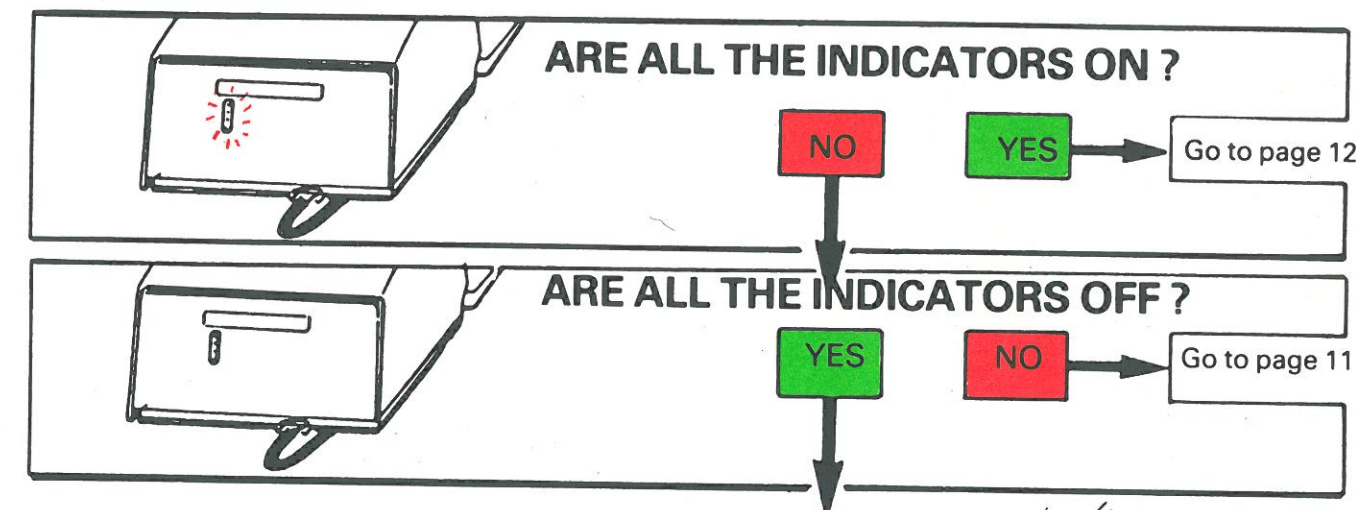 ARE ALL THE INDICATORS ON ?
NO
YES
Go to page 12
ARE ALL THE INDICATORS OFF ?
YES
NO
Go to page 11